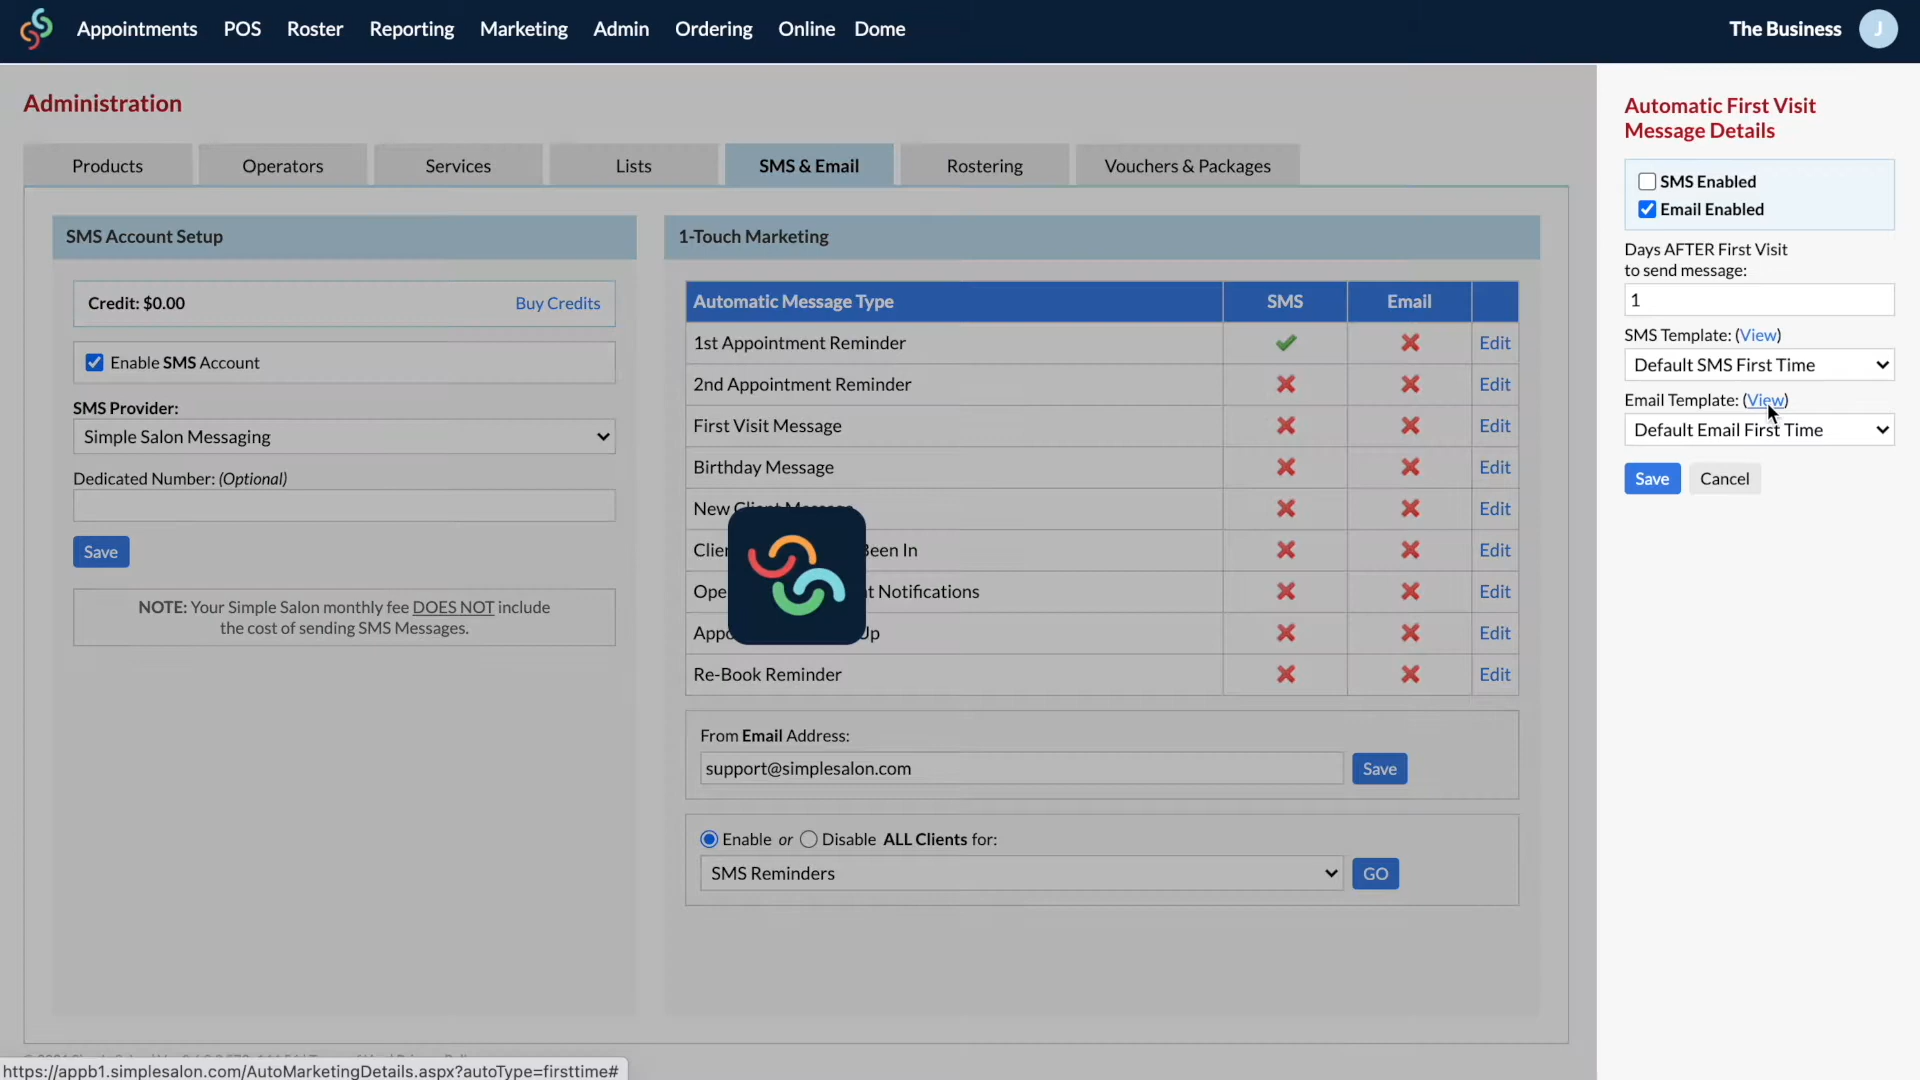 Appointments POS Roster Reporting Marketing Admin Ordering Online Dome The Business J
Administration
Products Operators Services Lists SMS & Email Rostering Vouchers & Packages
SMS Account Setup
Credit: $0.00 Buy Credits
Enable SMS Account
SMS Provider:
Simple Salon Messaging
Dedicated Number: (Optional)
Save
NOTE: Your Simple Salon monthly fee DOES NOT include
the cost of sending SMS Messages.
1-Touch Marketing
Automatic Message Type SMS Email
1st Appointment Reminder Edit
2nd Appointment Reminder Edit
First Visit Message Edit
Birthday Message Edit
New Client Message Edit
Been In Edit
Notifications Edit
Up Edit
Re-Book Reminder Edit
From Email Address:
support@simplesalon.com Save
Enable or Disable ALL Clients for:
SMS Reminders GO
Automatic First Visit
Message Details
SMS Enabled
Email Enabled
Days AFTER First Visit
to send message:
1
SMS Template: (View)
Default SMS First Time
Email Template: (View)
Default Email First Time
Save Cancel
https://appb1.simplesalon.com/AutoMarketingDetails.aspx?autoType=firsttime#